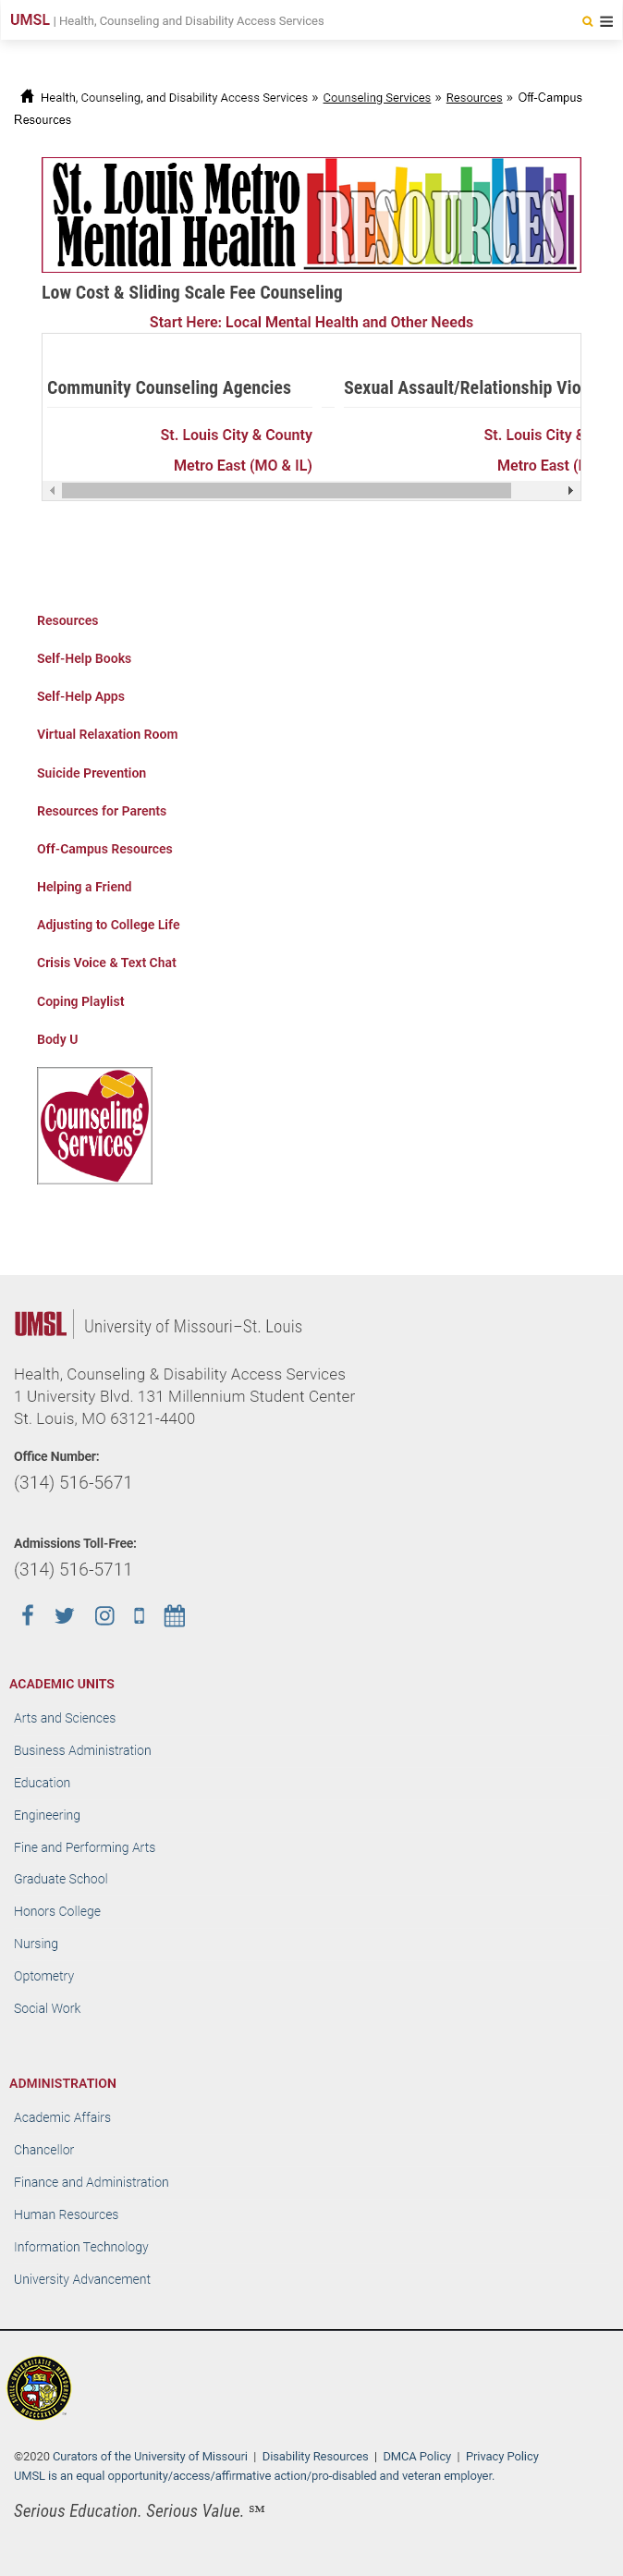 UMSL | Health, Counseling and Disability Access Services
Health, Counseling, and Disability Access Services » Counseling Services » Resources » Off-Campus
Resources
St. Louis Metro
Mental Health RESOURCES
Low Cost & Sliding Scale Fee Counseling
Start Here: Local Mental Health and Other Needs
Community Counseling Agencies
Sexual Assault/Relationship Vio
St. Louis City & County
St. Louis City &
Metro East (MO & IL)
Metro East (
Resources
Self-Help Books
Self-Help Apps
Virtual Relaxation Room
Suicide Prevention
Resources for Parents
Off-Campus Resources
Helping a Friend
Adjusting to College Life
Crisis Voice & Text Chat
Coping Playlist
Body U
Counseling
Services
UMSL | University of Missouri–St. Louis
Health, Counseling & Disability Access Services
1 University Blvd. 131 Millennium Student Center
St. Louis, MO 63121-4400
Office Number:
(314) 516-5671
Admissions Toll-Free:
(314) 516-5711
ACADEMIC UNITS
Arts and Sciences
Business Administration
Education
Engineering
Fine and Performing Arts
Graduate School
Honors College
Nursing
Optometry
Social Work
ADMINISTRATION
Academic Affairs
Chancellor
Finance and Administration
Human Resources
Information Technology
University Advancement
©2020 Curators of the University of Missouri | Disability Resources | DMCA Policy | Privacy Policy
UMSL is an equal opportunity/access/affirmative action/pro-disabled and veteran employer.
Serious Education. Serious Value. ℠